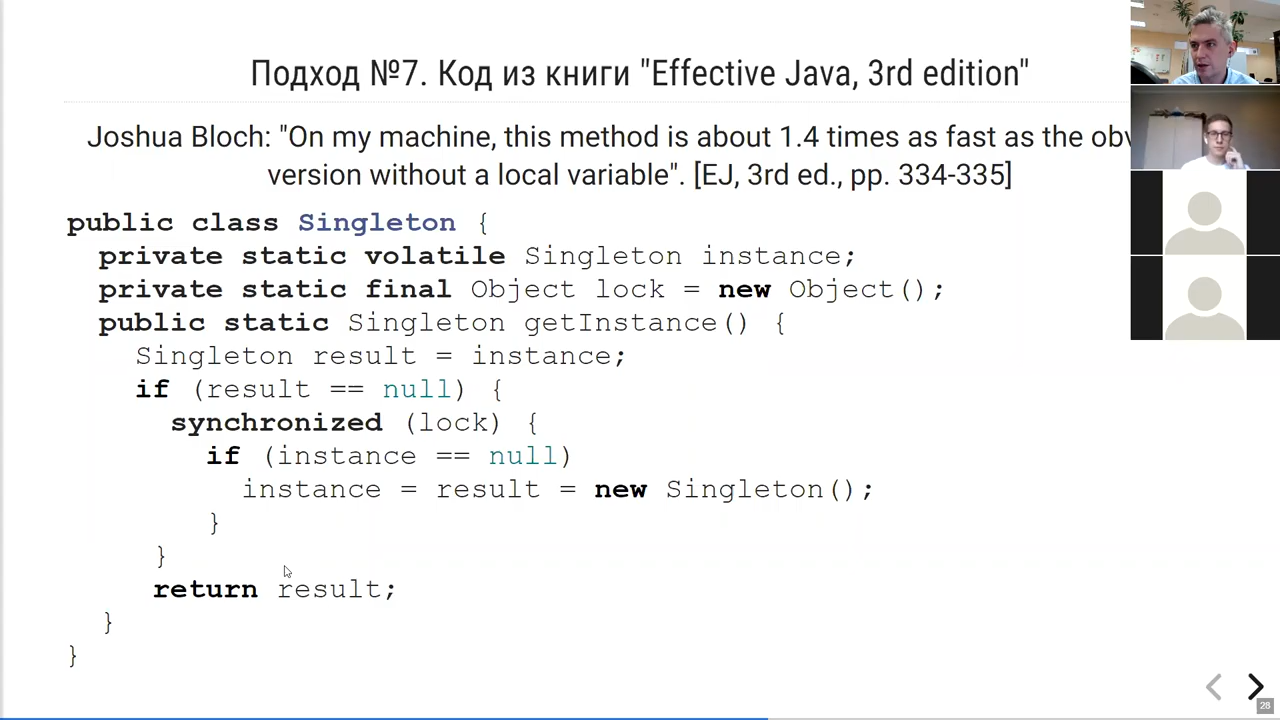 Подход №7. Код из книги "Effective Java, 3rd edition"
Joshua Bloch: "On my machine, this method is about 1.4 times as fast as the
version without a local variable". [EJ, 3rd ed., pp. 334-335]
public class Singleton {
private static volatile Singleton instance;
private static final Object lock = new Object();
public static Singleton getInstance() {
Singleton result = instance;
if (result == null) {
synchronized (lock) {
if (instance == null)
instance = result = new Singleton();
}
}
return result;
}
}
28